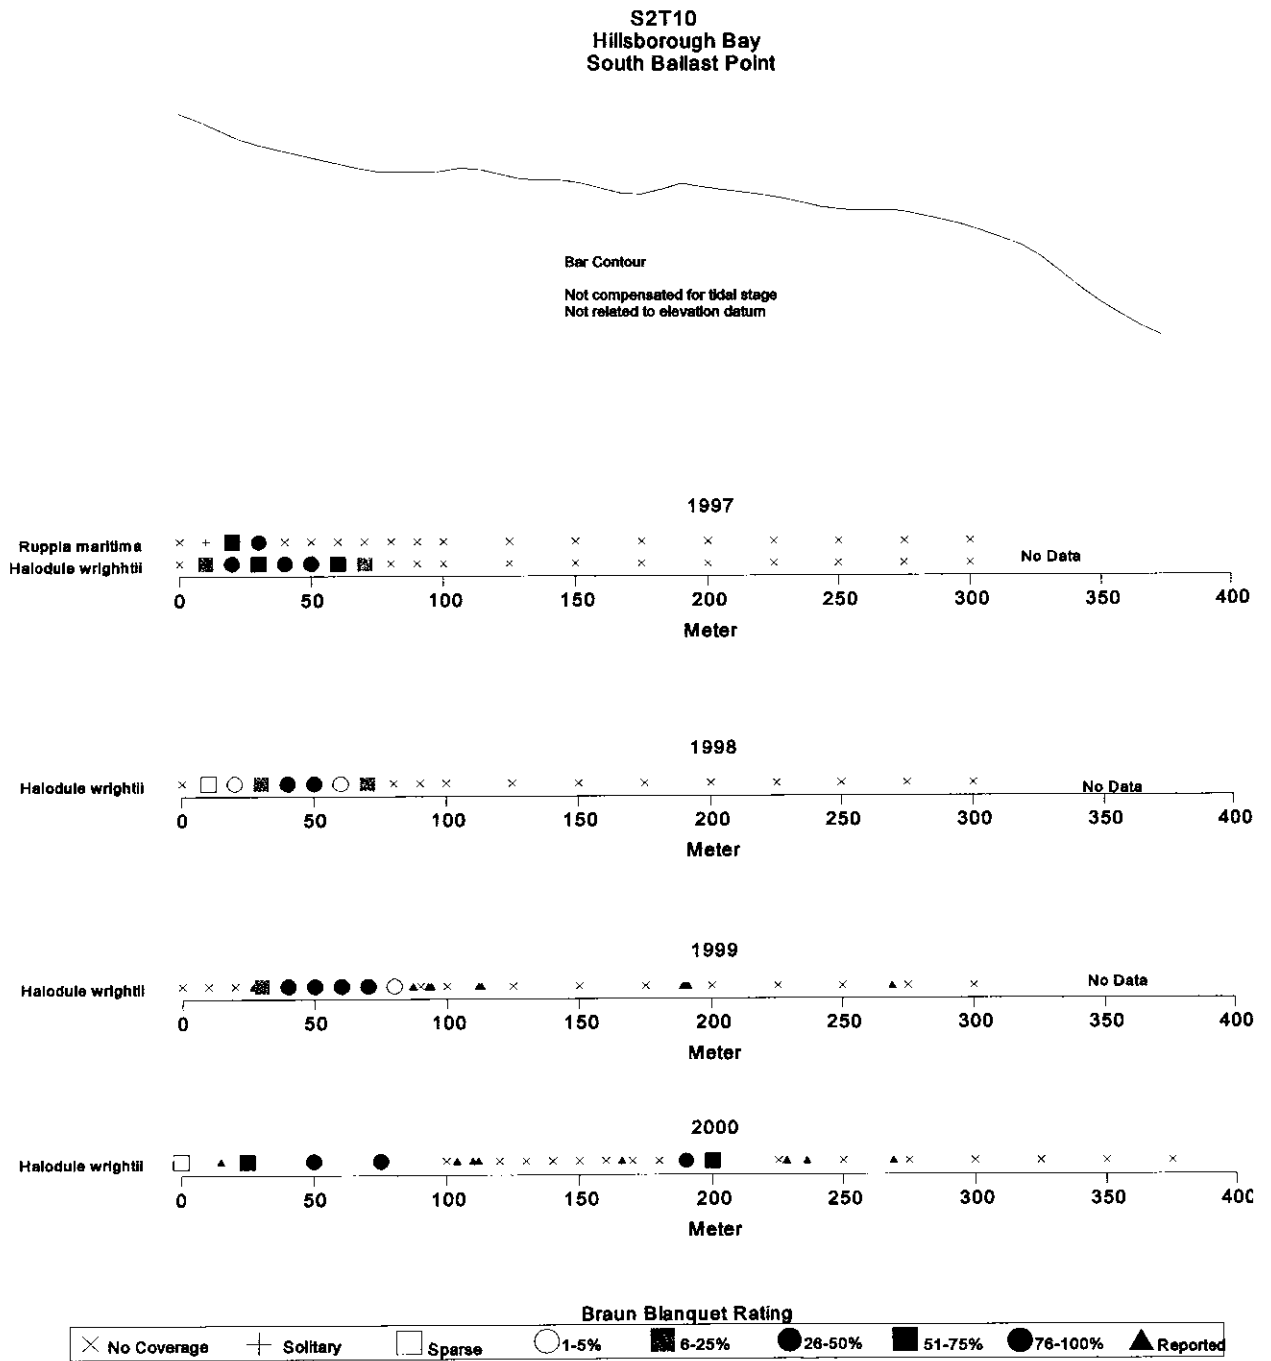 S2T10
Hillsborough Bay
South Ballast Point
Bar Contour
Not compensated for tidal stage
Not related to elevation datum
1997
Ruppia maritima
Halodule wrighhtii
No Data
0 50 100 150 200 250 300 350 400
Meter
1998
Halodule wrightii
No Data
0 50 100 150 200 250 300 350 400
Meter
1999
Halodule wrightii
No Data
0 50 100 150 200 250 300 350 400
Meter
2000
Halodule wrightii
0 50 100 150 200 250 300 350 400
Meter
Braun Blanquet Rating
No Coverage Solitary Sparse 1-5% 6-25% 26-50% 51-75% 76-100% Reported